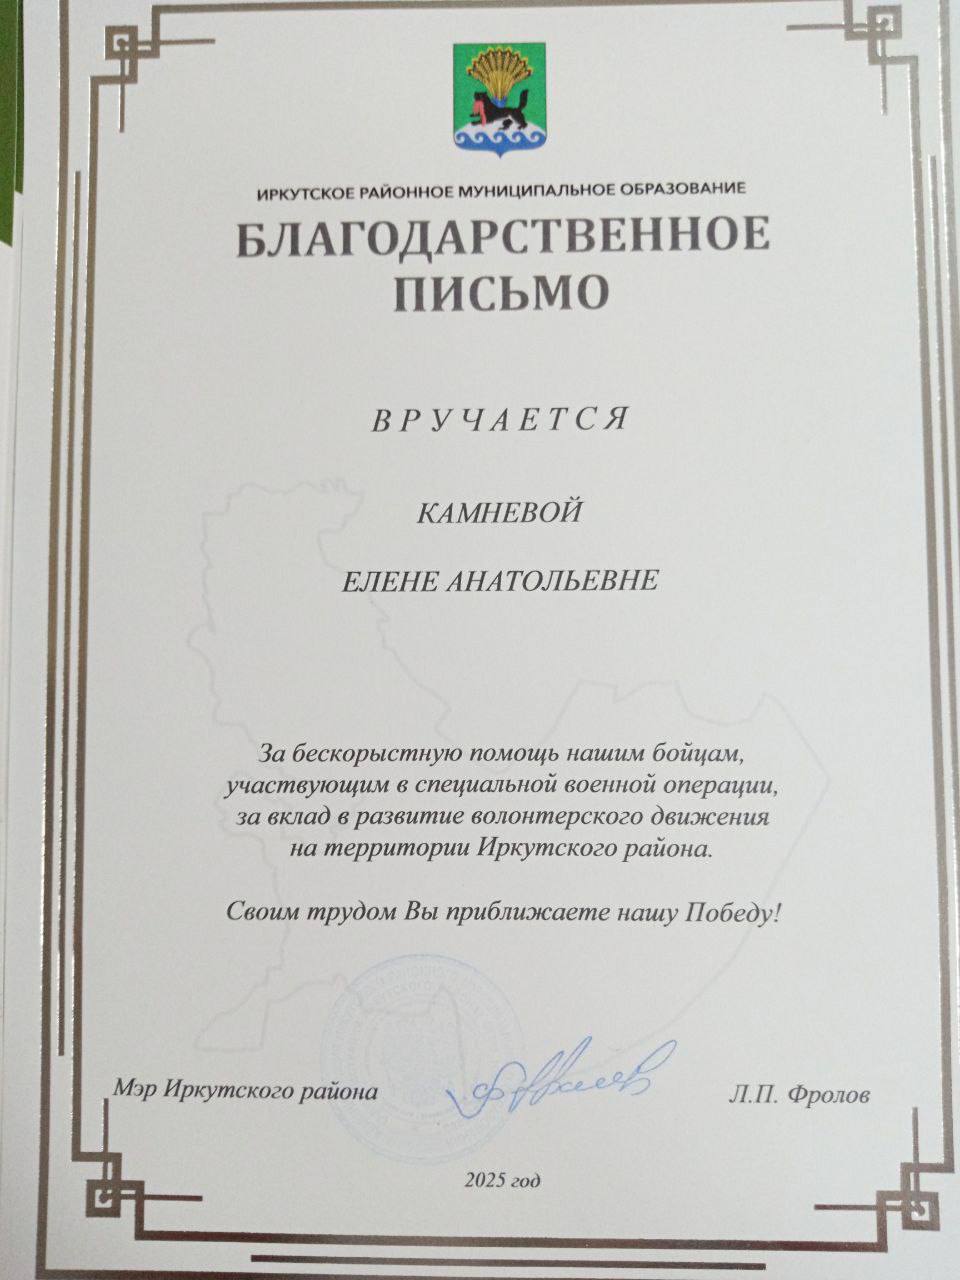 ИРКУТСКОЕ РАЙОННОЕ МУНИЦИПАЛЬНОЕ ОБРАЗОВАНИЕ
БЛАГОДАРСТВЕННОЕ
ПИСЬМО
ВРУЧАЕТСЯ
КАМНЕВОЙ
ЕЛЕНЕ АНАТОЛЬЕВНЕ
За бескорыстную помощь нашим бойцам,
участвующим в специальной военной операции,
за вклад в развитие волонтерского движения
на территории Иркутского района.
Своим трудом Вы приближаете нашу Победу!
Мэр Иркутского района
Л.П. Фролов
2025 год